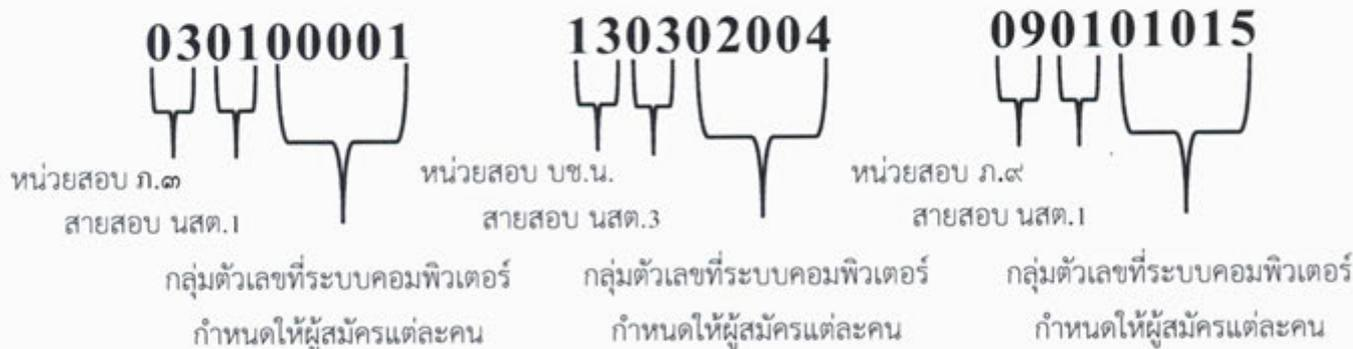 030100001
หน่วยสอบ ภ.๓
สายสอบ นสต.1
กลุ่มตัวเลขที่ระบบคอมพิวเตอร์
กำหนดให้ผู้สมัครแต่ละคน
130302004
หน่วยสอบ บช.น.
สายสอบ นสต.3
กลุ่มตัวเลขที่ระบบคอมพิวเตอร์
กำหนดให้ผู้สมัครแต่ละคน
090101015
หน่วยสอบ ภ.๙
สายสอบ นสต.1
กลุ่มตัวเลขที่ระบบคอมพิวเตอร์
กำหนดให้ผู้สมัครแต่ละคน